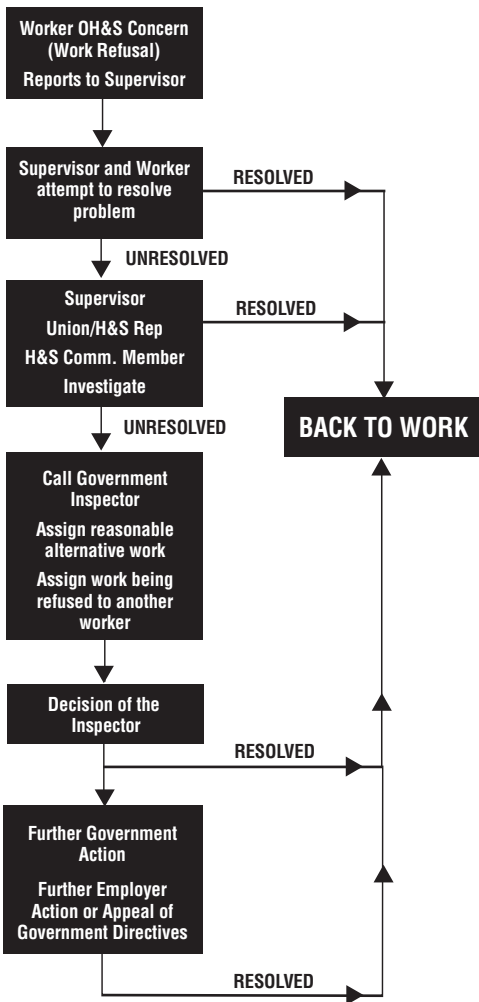 Worker OH&S Concern
(Work Refusal)
Reports to Supervisor
Supervisor and Worker
attempt to resolve
problem
RESOLVED
UNRESOLVED
Supervisor
Union/H&S Rep
H&S Comm. Member
Investigate
RESOLVED
UNRESOLVED
BACK TO WORK
Call Government
Inspector
Assign reasonable
alternative work
Assign work being
refused to another
worker
Decision of the
Inspector
RESOLVED
Further Government
Action
Further Employer
Action or Appeal of
Government Directives
RESOLVED